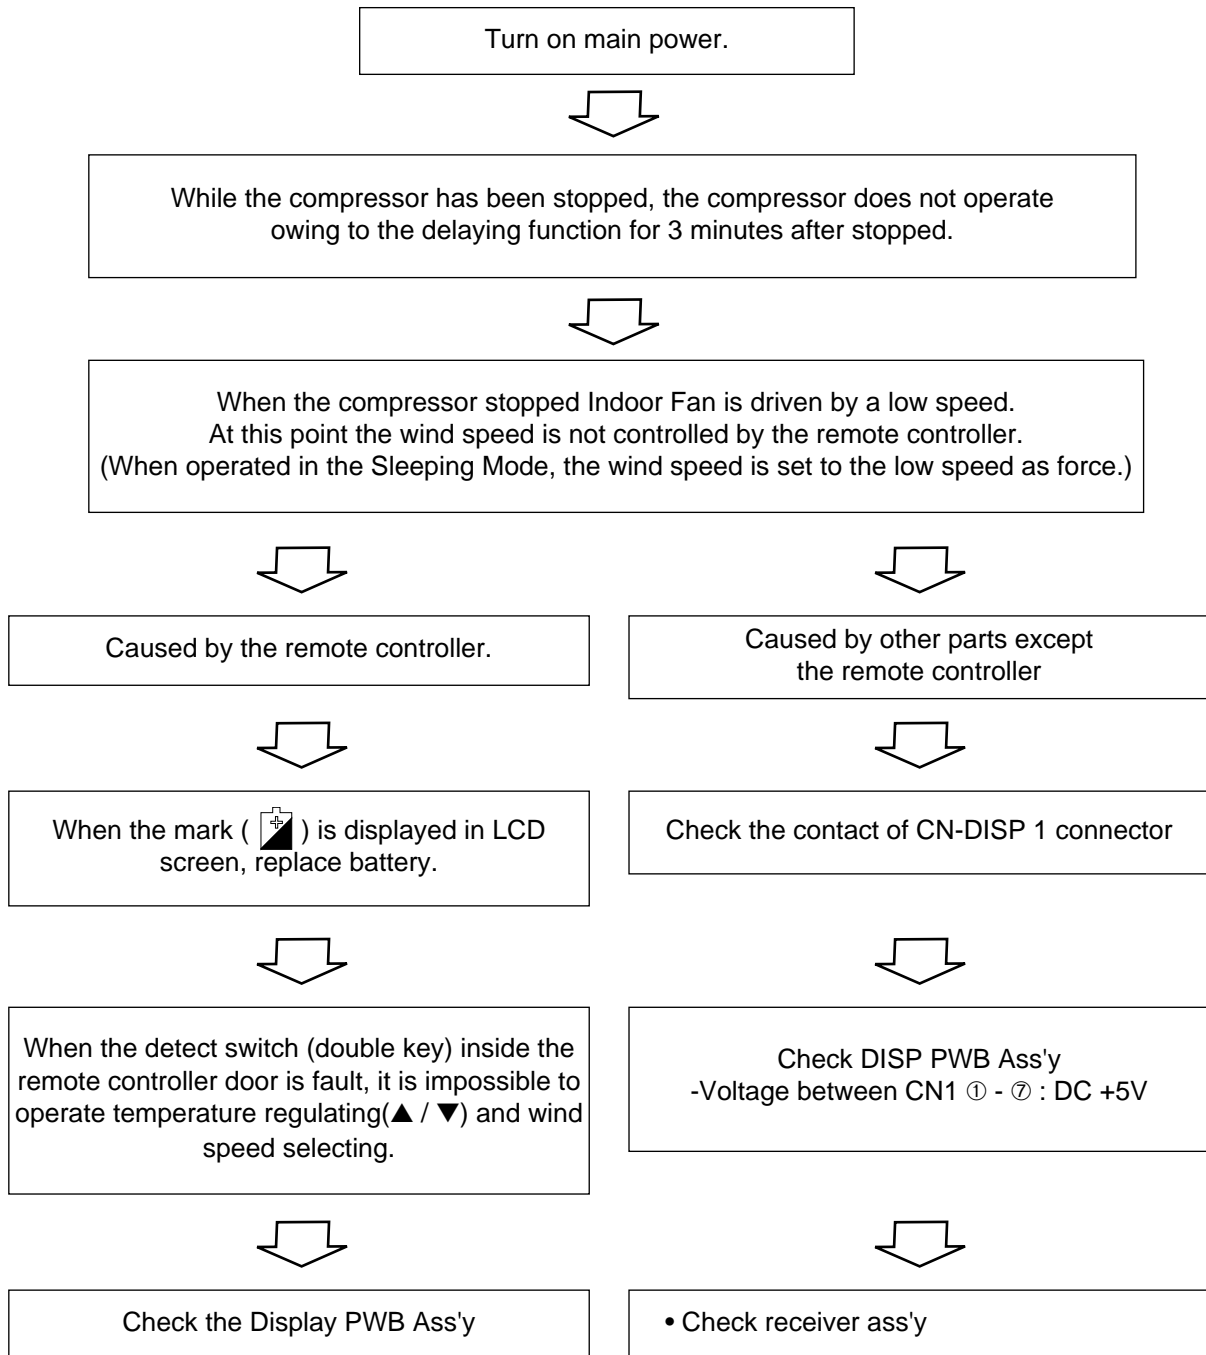 Turn on main power.
While the compressor has been stopped, the compressor does not operate
owing to the delaying function for 3 minutes after stopped.
When the compressor stopped Indoor Fan is driven by a low speed.
At this point the wind speed is not controlled by the remote controller.
(When operated in the Sleeping Mode, the wind speed is set to the low speed as force.)
Caused by the remote controller.
Caused by other parts except
the remote controller
When the mark ( ) is displayed in LCD
screen, replace battery.
Check the contact of CN-DISP 1 connector
When the detect switch (double key) inside the
remote controller door is fault, it is impossible to
operate temperature regulating(▲ / ▼) and wind
speed selecting.
Check DISP PWB Ass'y
-Voltage between CN1 ① - ⑦ : DC +5V
Check the Display PWB Ass'y
• Check receiver ass'y